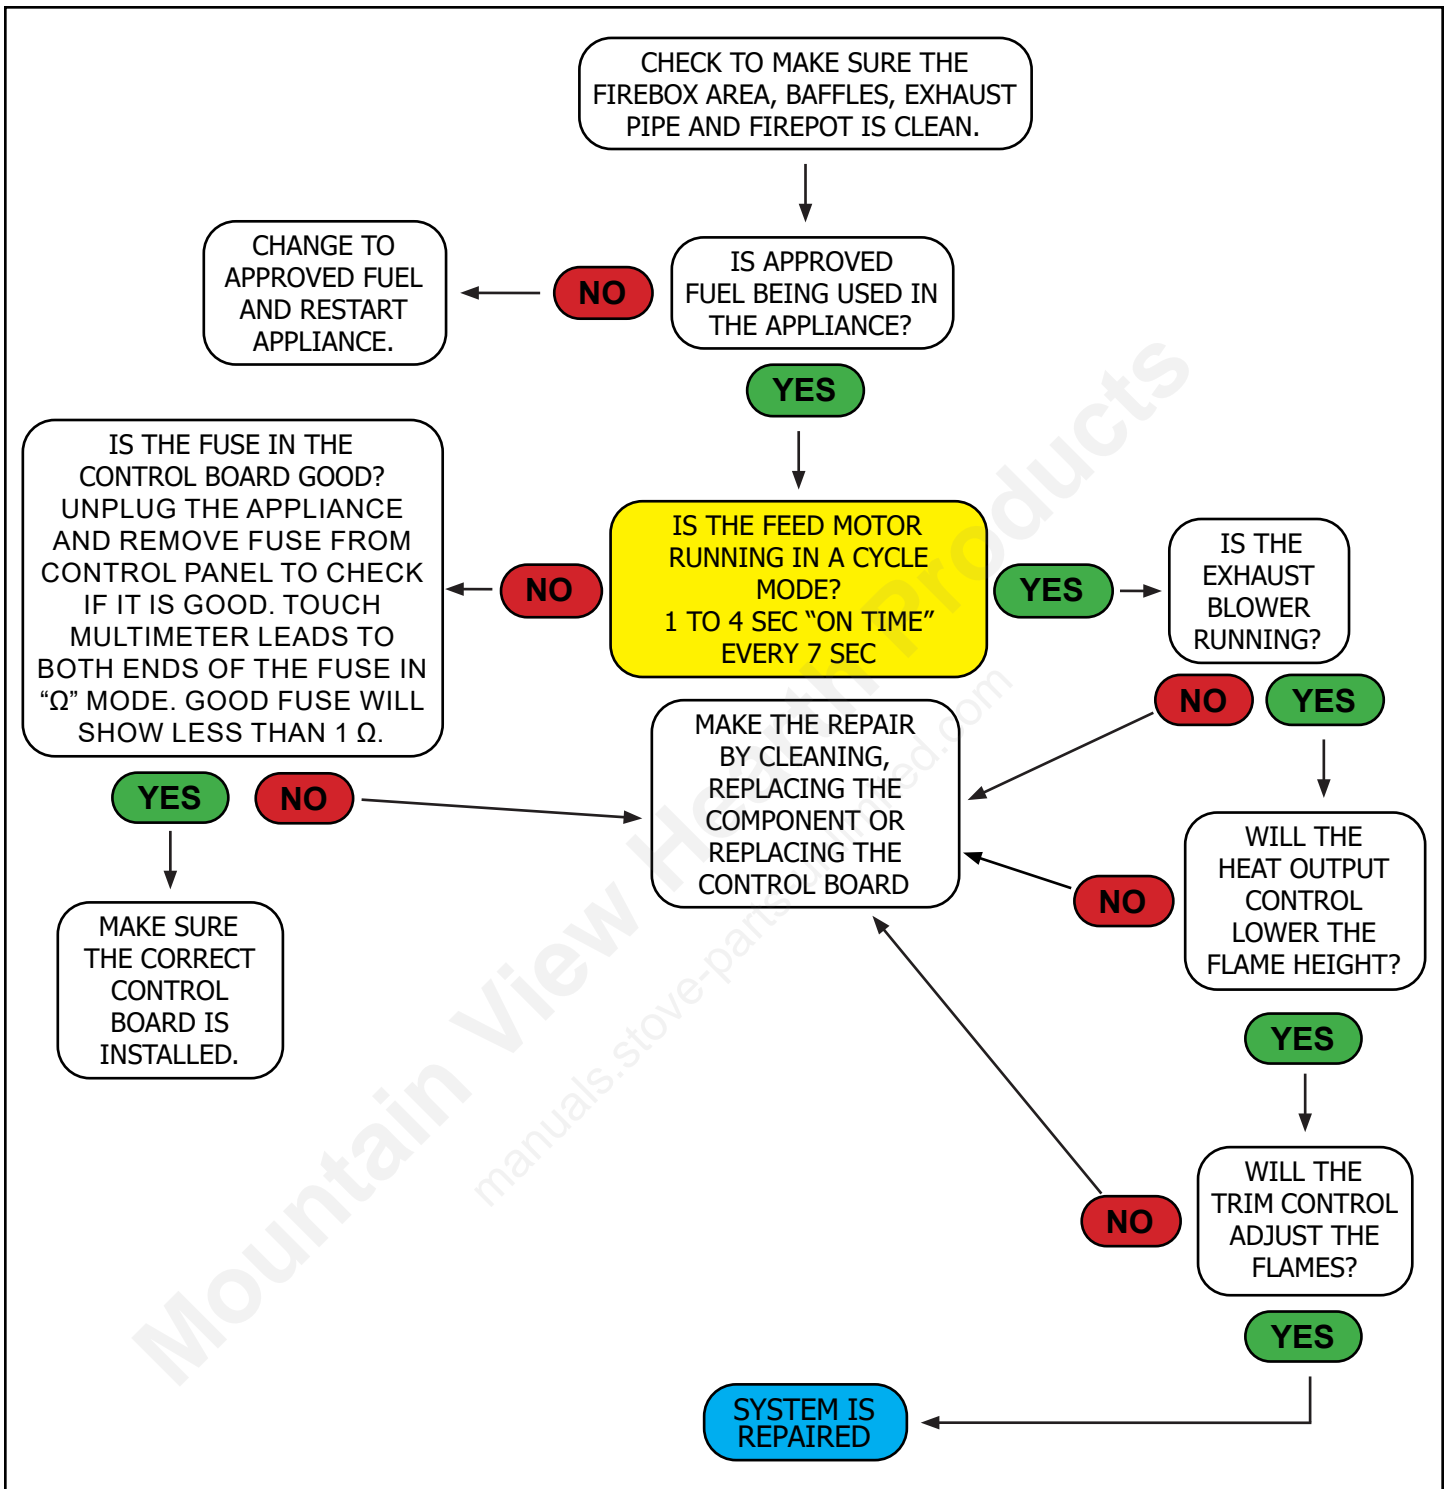 CHECK TO MAKE SURE THE
FIREBOX AREA, BAFFLES, EXHAUST
PIPE AND FIREPOT IS CLEAN.
CHANGE TO
APPROVED FUEL
AND RESTART
APPLIANCE.
NO
IS APPROVED
FUEL BEING USED IN
THE APPLIANCE?
YES
IS THE FUSE IN THE
CONTROL BOARD GOOD?
UNPLUG THE APPLIANCE
AND REMOVE FUSE FROM
CONTROL PANEL TO CHECK
IF IT IS GOOD. TOUCH
MULTIMETER LEADS TO
BOTH ENDS OF THE FUSE IN
“Ω” MODE. GOOD FUSE WILL
SHOW LESS THAN 1 Ω.
NO
IS THE FEED MOTOR
RUNNING IN A CYCLE
MODE?
1 TO 4 SEC “ON TIME”
EVERY 7 SEC
YES
IS THE
EXHAUST
BLOWER
RUNNING?
NO
YES
YES
NO
MAKE THE REPAIR
BY CLEANING,
REPLACING THE
COMPONENT OR
REPLACING THE
CONTROL BOARD
WILL THE
HEAT OUTPUT
CONTROL
LOWER THE
FLAME HEIGHT?
NO
MAKE SURE
THE CORRECT
CONTROL
BOARD IS
INSTALLED.
YES
WILL THE
TRIM CONTROL
ADJUST THE
FLAMES?
NO
YES
SYSTEM IS
REPAIRED
Mountain View Hearth Products
manuals.stove-parts-unlimited.com